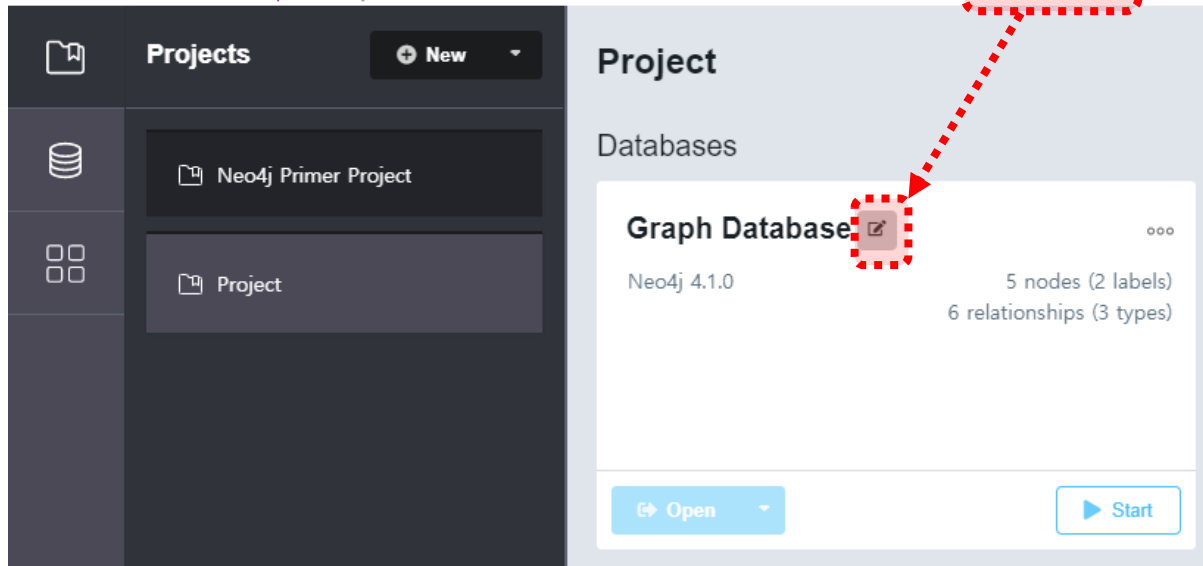 Projects
New
Project
Databases
Neo4j Primer Project
Project
Graph Database
Neo4j 4.1.0
5 nodes (2 labels)
6 relationships (3 types)
Open
Start